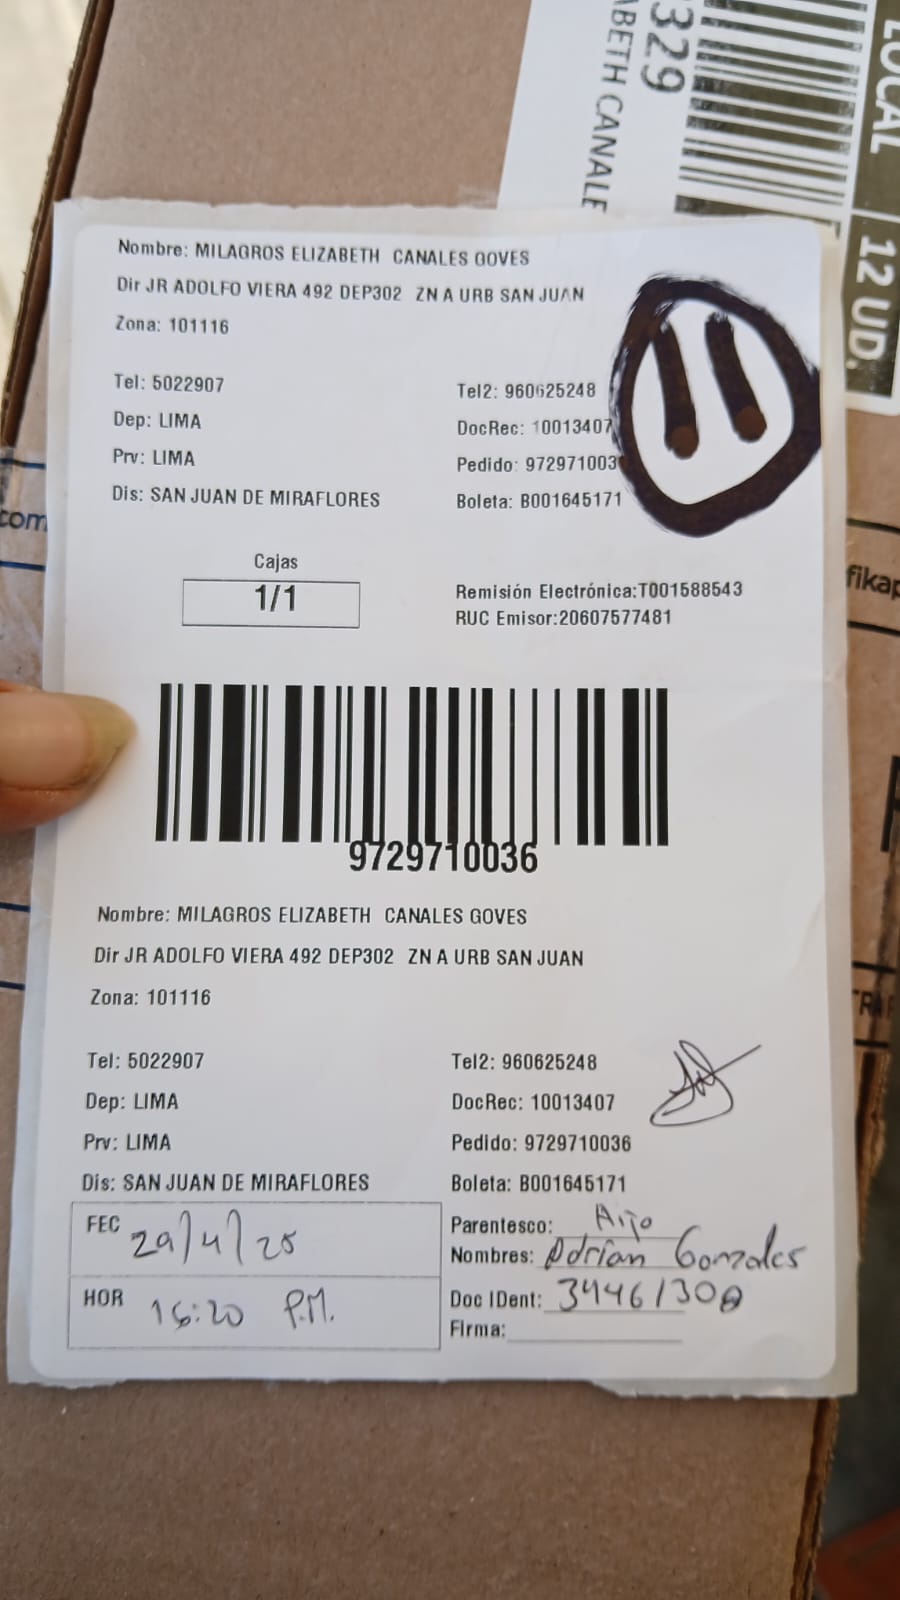 LOCAL | 12 UD.
329
ABETH CANALE
Nombre: MILAGROS ELIZABETH CANALES GOVES
Dir JR ADOLFO VIERA 492 DEP302 ZN A URB SAN JUAN
Zona: 101116
11
Tel: 5022907 Tel2: 960625248
Dep: LIMA DocRec: 10013407
Prv: LIMA Pedido: 972971003
Dis: SAN JUAN DE MIRAFLORES Boleta: B001645171
com
Cajas
1/1
Remisión Electrónica:T001588543
RUC Emisor:20607577481
fikap
9729710036
Nombre: MILAGROS ELIZABETH CANALES GOVES
Dir JR ADOLFO VIERA 492 DEP302 ZN A URB SAN JUAN
Zona: 101116
Tel: 5022907 Tel2: 960625248
Dep: LIMA DocRec: 10013407
Prv: LIMA Pedido: 9729710036
Dis: SAN JUAN DE MIRAFLORES Boleta: B001645171
FEC 29/4/25
HOR 16:20 P.M.
Parentesco:
Nombres: Adrian Gonzales
Doc IDent:
Firma: